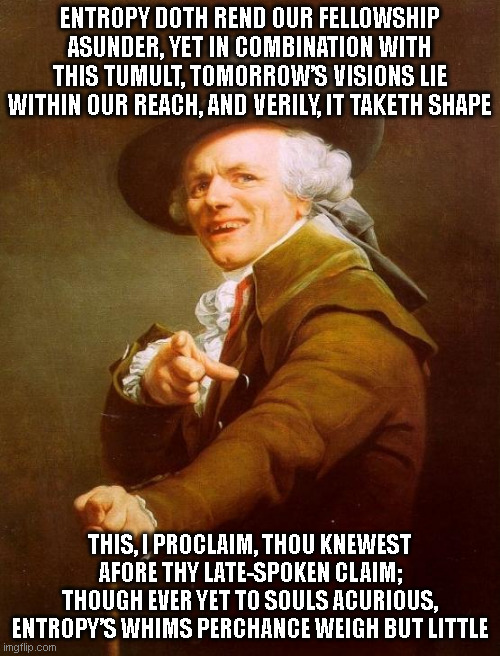 ENTROPY DOTH REND OUR FELLOWSHIP
ASUNDER, YET IN COMBINATION WITH
THIS TUMULT, TOMORROW'S VISIONS LIE
WITHIN OUR REACH, AND VERILY, IT TAKETH SHAPE
THIS, I PROCLAIM, THOU KNEWEST
AFORE THY LATE-SPOKEN CLAIM;
THOUGH EVER YET TO SOULS ACURIOUS,
ENTROPY'S WHIMS PERCHANCE WEIGH BUT LITTLE
imgflip.com